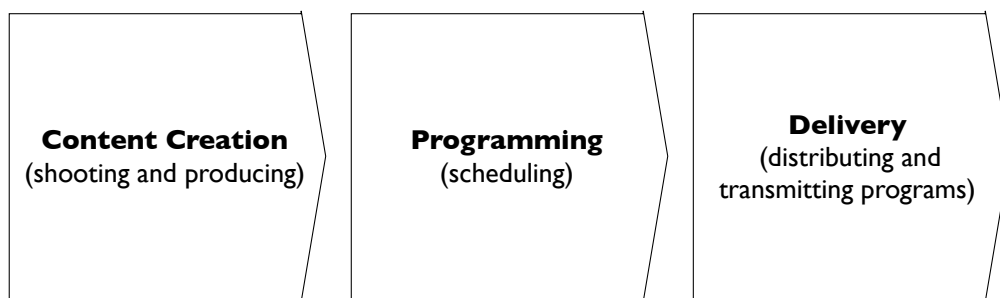 Content Creation
(shooting and producing)
Programming
(scheduling)
Delivery
(distributing and
transmitting programs)